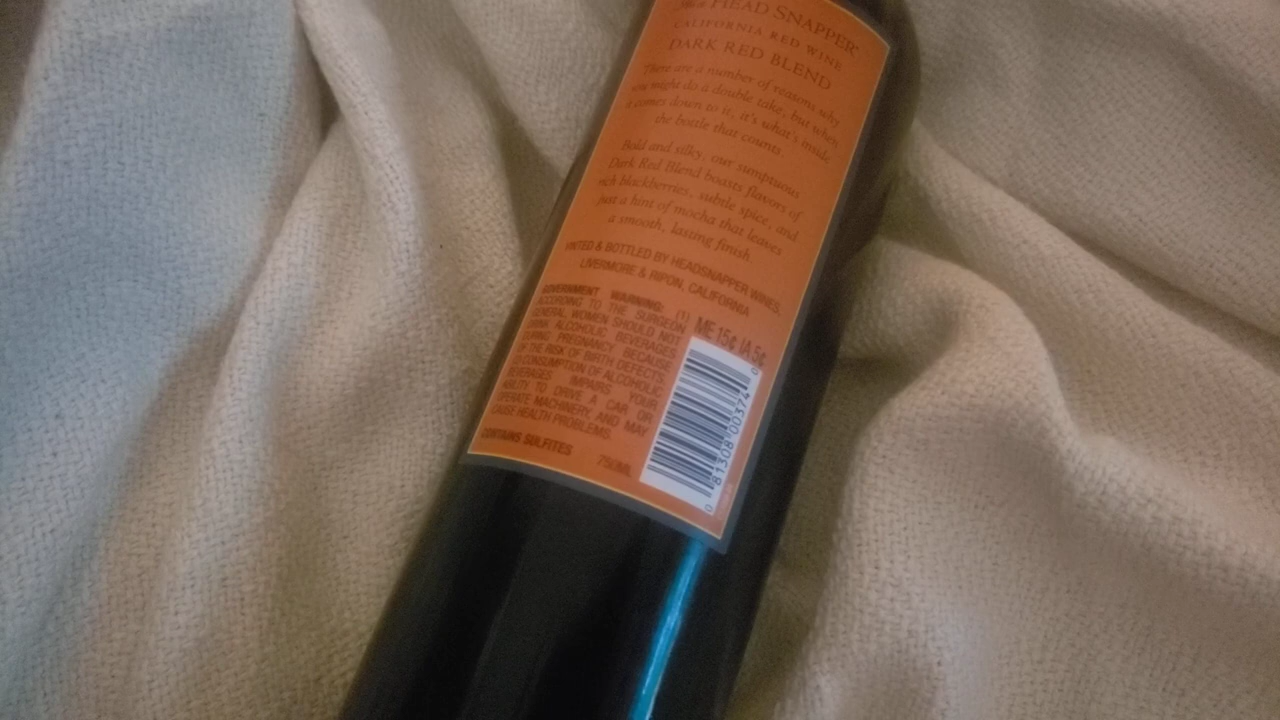 HEAD SNAPPER
CALIFORNIA RED WINE
DARK RED BLEND
There are a number of reasons why
you might do a double take, but when
it comes down to it, it's what's inside
the bottle that counts.
Bold and silky, our sumptuous
Dark Red Blend boasts flavors of
rich blackberries, subtle spice, and
just a hint of mocha that leaves
a smooth, lasting finish.
& BOTTLED BY HEADSNAPPER WINES,
LIVERMORE & RIPON, CALIFORNIA
GOVERNMENT WARNING: (1)
ACCORDING TO THE SURGEON
GENERAL, WOMEN SHOULD NOT
DRINK ALCOHOLIC BEVERAGES
DURING PREGNANCY BECAUSE
OF THE RISK OF BIRTH DEFECTS.
CONSUMPTION OF ALCOHOLIC
BEVERAGES IMPAIRS YOUR
ABILITY TO DRIVE A CAR OR
OPERATE MACHINERY, AND MAY
CAUSE HEALTH PROBLEMS.
ME 15¢ IA 5¢
0 81308 00374 0
CONTAINS SULFITES 750ML